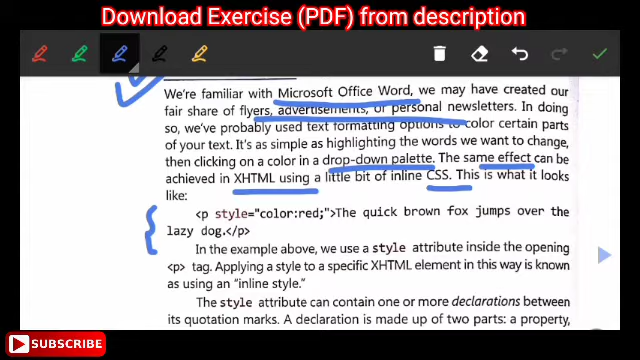 Download Exercise (PDF) from description
We're familiar with Microsoft Office Word, we may have created our
fair share of flyers, advertisements, or personal newsletters. In doing
so, we've probably used text formatting options to color certain parts
of your text. It's as simple as highlighting the words we want to change,
then clicking on a color in a drop-down palette. The same effect can be
achieved in XHTML using a little bit of inline CSS. This is what it looks
like:
<p style="color:red;">The quick brown fox jumps over the
lazy dog.</p>
In the example above, we use a style attribute inside the opening
<p> tag. Applying a style to a specific XHTML element in this way is known
as using an "inline style."
The style attribute can contain one or more declarations between
its quotation marks. A declaration is made up of two parts: a property,
SUBSCRIBE